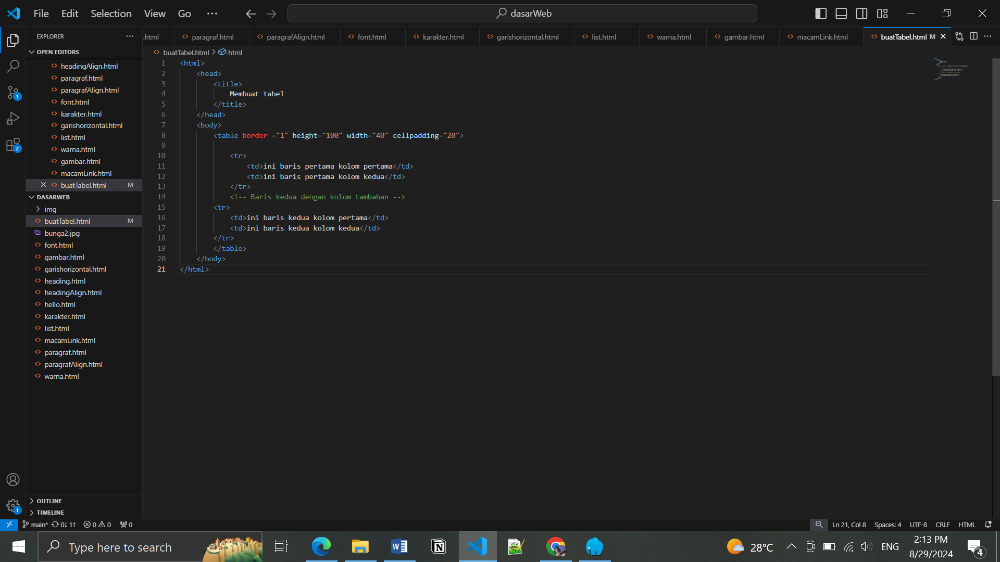 File Edit Selection View Go ··· dasarWeb
EXPLORER ···
OPEN EDITORS
headingAlign.html
paragraf.html
paragrafAlign.html
font.html
karakter.html
garishorizontal.html
list.html
warna.html
gambar.html
macamLink.html
buatTabel.html M
DASARWEB
img
buatTabel.html M
bunga2.jpg
font.html
gambar.html
garishorizontal.html
heading.html
headingAlign.html
hello.html
karakter.html
list.html
macamLink.html
paragraf.html
paragrafAlign.html
warna.html
OUTLINE
TIMELINE
1
2
1
.html paragraf.html paragrafAlign.html font.html karakter.html garishorizontal.html list.html warna.html gambar.html macamLink.html buatTabel.html M ···
buatTabel.html > html
1 <html>
2 <head>
3 <title>
4 Membuat tabel
5 </title>
6 </head>
7 <body>
8 <table border ="1" height="100" width="40" cellpadding="20">
9
10 <tr>
11 <td>ini baris pertama kolom pertama</td>
12 <td>ini baris pertama kolom kedua</td>
13 </tr>
14 <!-- Baris kedua dengan kolom tambahan -->
15 <tr>
16 <td>ini baris kedua kolom pertama</td>
17 <td>ini baris kedua kolom kedua</td>
18 </tr>
19 </table>
20 </body>
21 </html>
main* 0↓ 1↑ 0 0 0 Ln 21, Col 8 Spaces: 4 UTF-8 CRLF HTML
Type here to search 28°C ENG 2:13 PM
8/29/2024 4